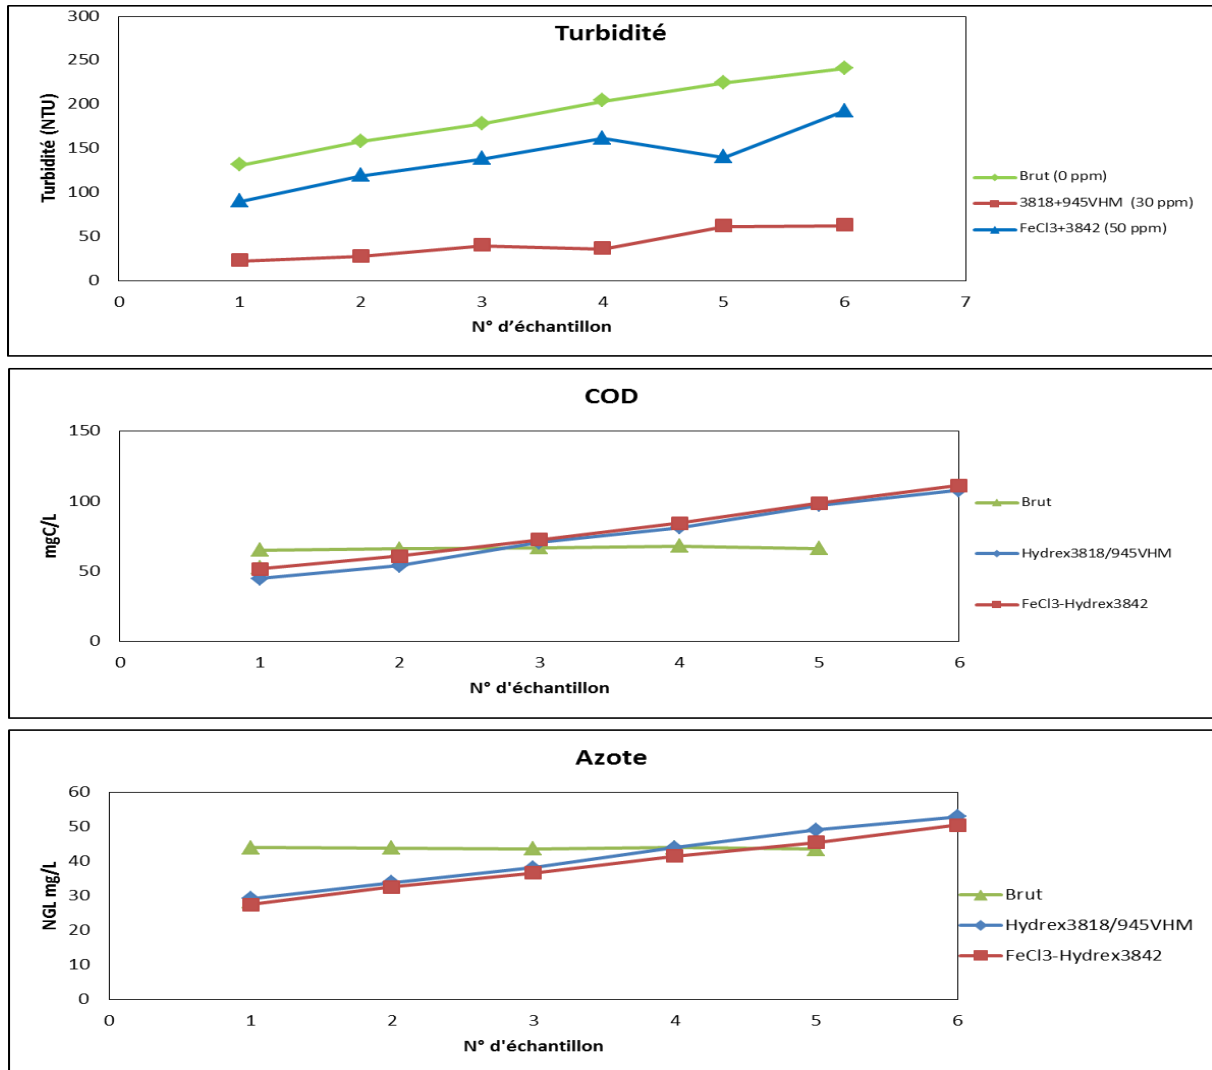 Turbidité
Turbidité (NTU)
300
250
200
150
100
50
0
0 1 2 3 4 5 6 7
N° d’échantillon
Brut (0 ppm)
3818+945VHM (30 ppm)
FeCl3+3842 (50 ppm)
COD
mgC/L
150
100
50
0
0 1 2 3 4 5 6
N° d'échantillon
Brut
Hydrex3818/945VHM
FeCl3-Hydrex3842
Azote
NGL mg/L
60
50
40
30
20
10
0
0 1 2 3 4 5 6
N° d'échantillon
Brut
Hydrex3818/945VHM
FeCl3-Hydrex3842